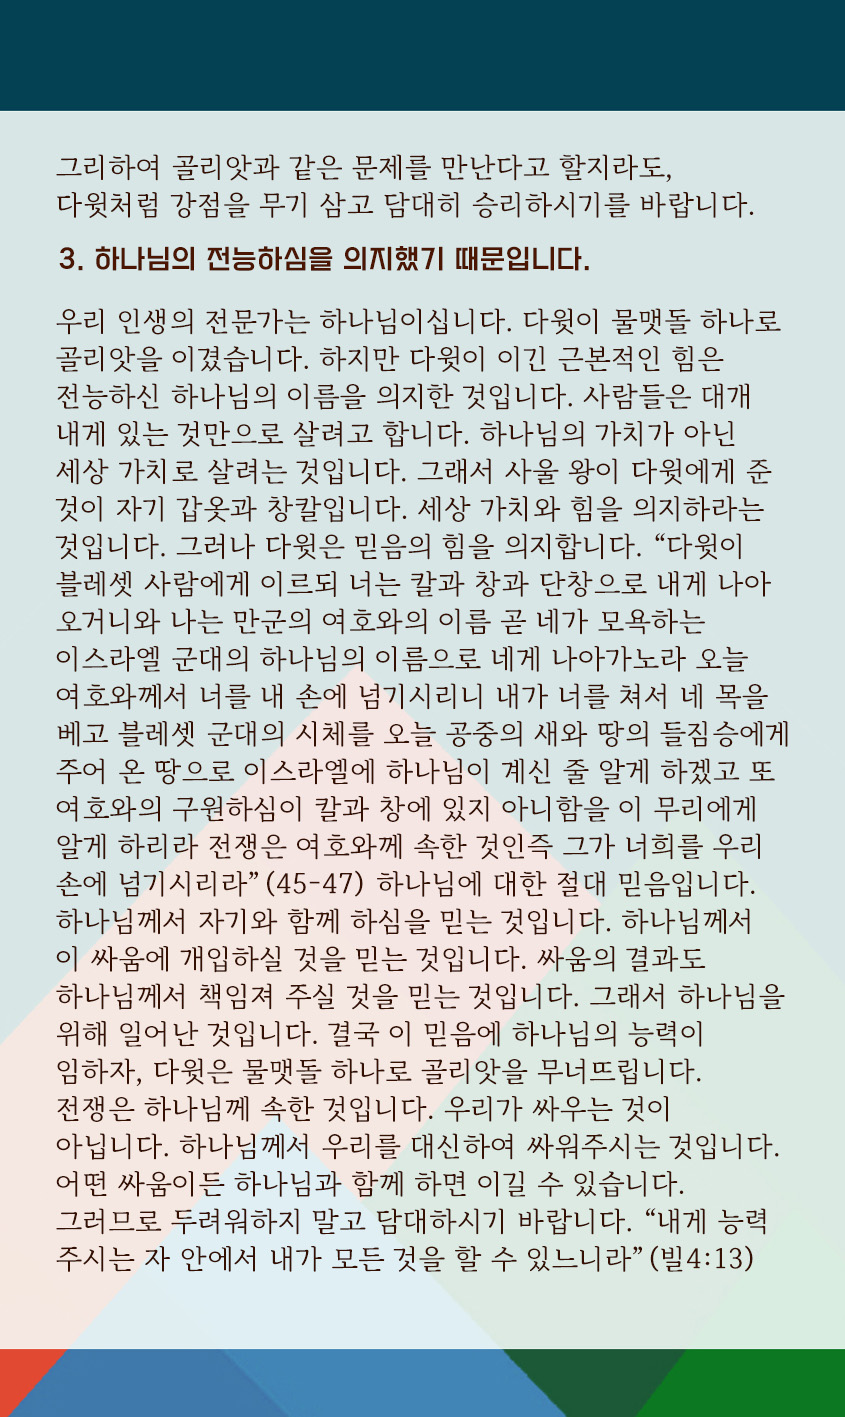 그리하여 골리앗과 같은 문제를 만난다고 할지라도,
다윗처럼 강점을 무기 삼고 담대히 승리하시기를 바랍니다.
3. 하나님의 전능하심을 의지했기 때문입니다.
우리 인생의 전문가는 하나님이십니다. 다윗이 물맷돌 하나로
골리앗을 이겼습니다. 하지만 다윗이 이긴 근본적인 힘은
전능하신 하나님의 이름을 의지한 것입니다. 사람들은 대개
내게 있는 것만으로 살려고 합니다. 하나님의 가치가 아닌
세상 가치로 살려는 것입니다. 그래서 사울 왕이 다윗에게 준
것이 자기 갑옷과 창칼입니다. 세상 가치와 힘을 의지하라는
것입니다. 그러나 다윗은 믿음의 힘을 의지합니다. “다윗이
블레셋 사람에게 이르되 너는 칼과 창과 단창으로 내게 나아
오거니와 나는 만군의 여호와의 이름 곧 네가 모욕하는
이스라엘 군대의 하나님의 이름으로 네게 나아가노라 오늘
여호와께서 너를 내 손에 넘기시리니 내가 너를 쳐서 네 목을
베고 블레셋 군대의 시체를 오늘 공중의 새와 땅의 들짐승에게
주어 온 땅으로 이스라엘에 하나님이 계신 줄 알게 하겠고 또
여호와의 구원하심이 칼과 창에 있지 아니함을 이 무리에게
알게 하리라 전쟁은 여호와께 속한 것인즉 그가 너희를 우리
손에 넘기시리라” (45-47) 하나님에 대한 절대 믿음입니다.
하나님께서 자기와 함께 하심을 믿는 것입니다. 하나님께서
이 싸움에 개입하실 것을 믿는 것입니다. 싸움의 결과도
하나님께서 책임져 주실 것을 믿는 것입니다. 그래서 하나님을
위해 일어난 것입니다. 결국 이 믿음에 하나님의 능력이
임하자, 다윗은 물맷돌 하나로 골리앗을 무너뜨립니다.
전쟁은 하나님께 속한 것입니다. 우리가 싸우는 것이
아닙니다. 하나님께서 우리를 대신하여 싸워주시는 것입니다.
어떤 싸움이든 하나님과 함께 하면 이길 수 있습니다.
그러므로 두려워하지 말고 담대하시기 바랍니다. “내게 능력
주시는 자 안에서 내가 모든 것을 할 수 있느니라” (빌4:13)